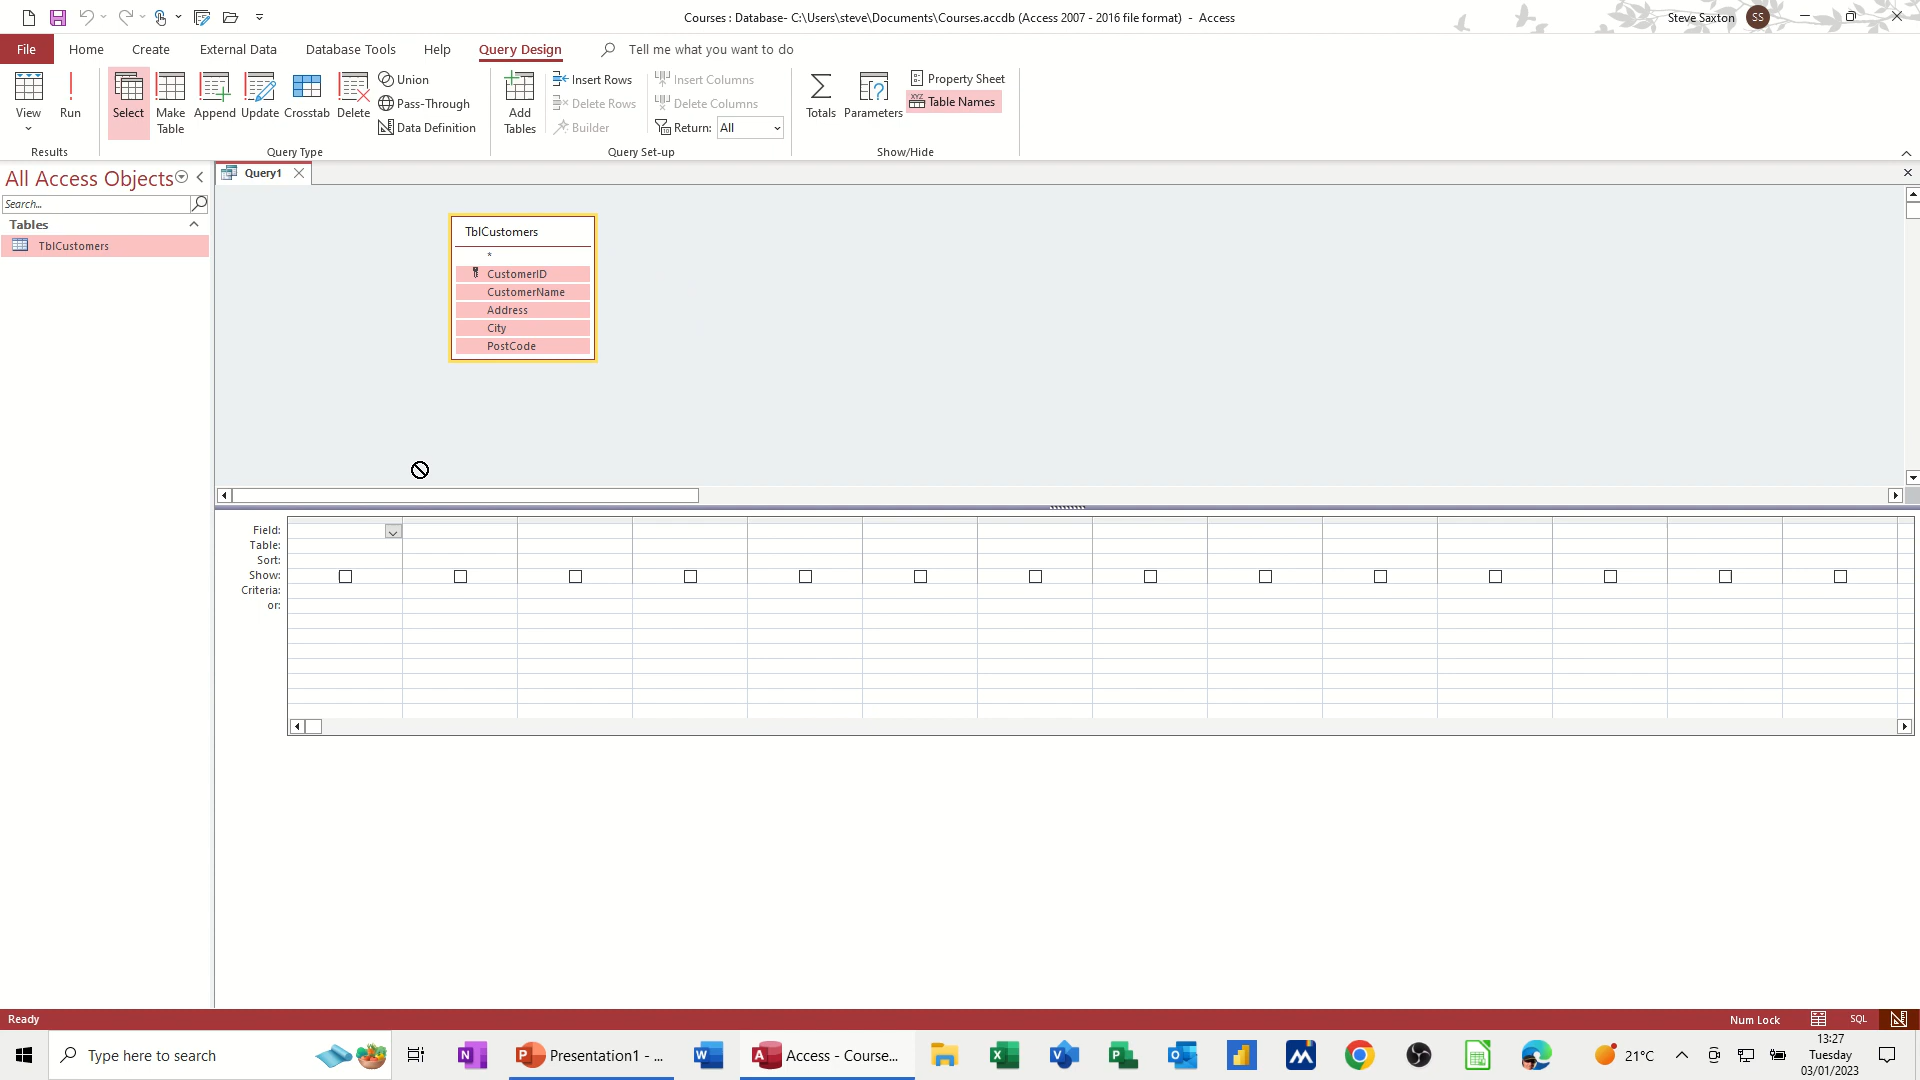 Courses : Database- C:\Users\steve\Documents\Courses.accdb (Access 2007 - 2016 file format) - Access
Steve Saxton
SS
File
Home
Create
External Data
Database Tools
Help
Query Design
Tell me what you want to do
View
Run
Select
Make
Table
Append
Update
Crosstab
Delete
Union
Pass-Through
Data Definition
Add
Tables
Insert Rows
Delete Rows
Builder
Insert Columns
Delete Columns
Return:
All
Totals
Parameters
Property Sheet
Table Names
Results
Query Type
Query Set-up
Show/Hide
All Access Objects
Search...
Tables
TblCustomers
Query1
TblCustomers
*
CustomerID
CustomerName
Address
City
PostCode
Field:
Table:
Sort:
Show:
Criteria:
or:
Ready
Num Lock
SQL
Type here to search
Presentation1 - ...
Access - Course...
21°C
13:27
Tuesday
03/01/2023